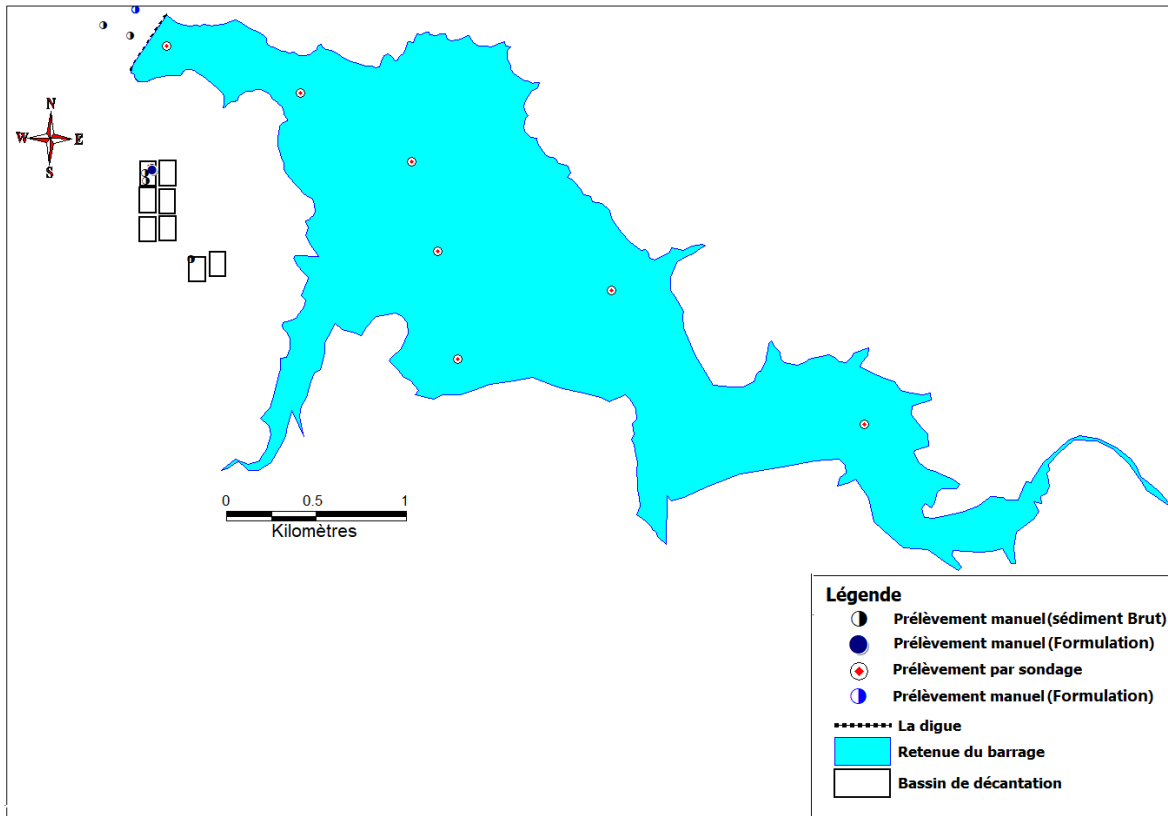 N
W E
S
0 0.5 1
Kilomètres
Légende
Prélèvement manuel (sédiment Brut)
Prélèvement manuel (Formulation)
Prélèvement par sondage
Prélèvement manuel (Formulation)
La digue
Retenue du barrage
Bassin de décantation